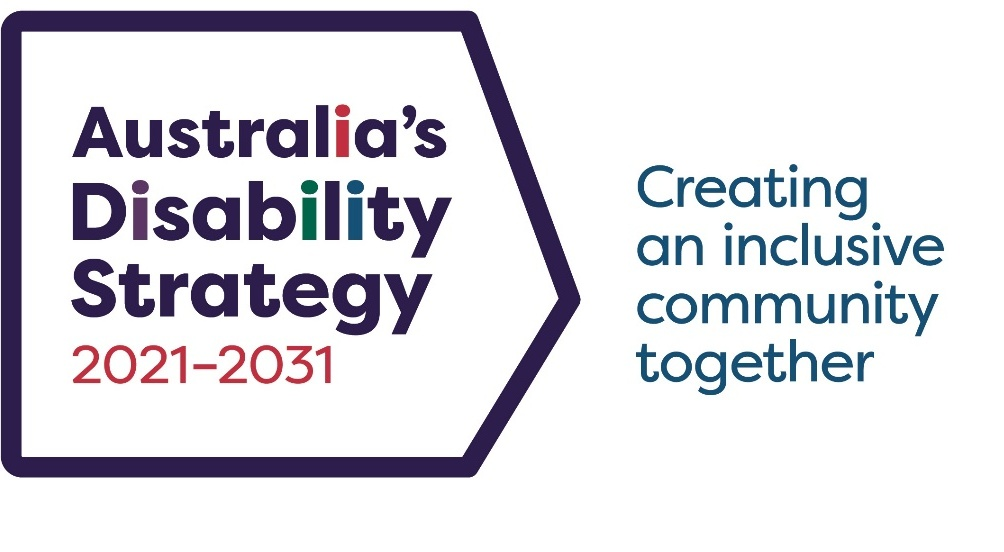 Australia’s
Disability
Strategy
2021–2031
Creating
an inclusive
community
together